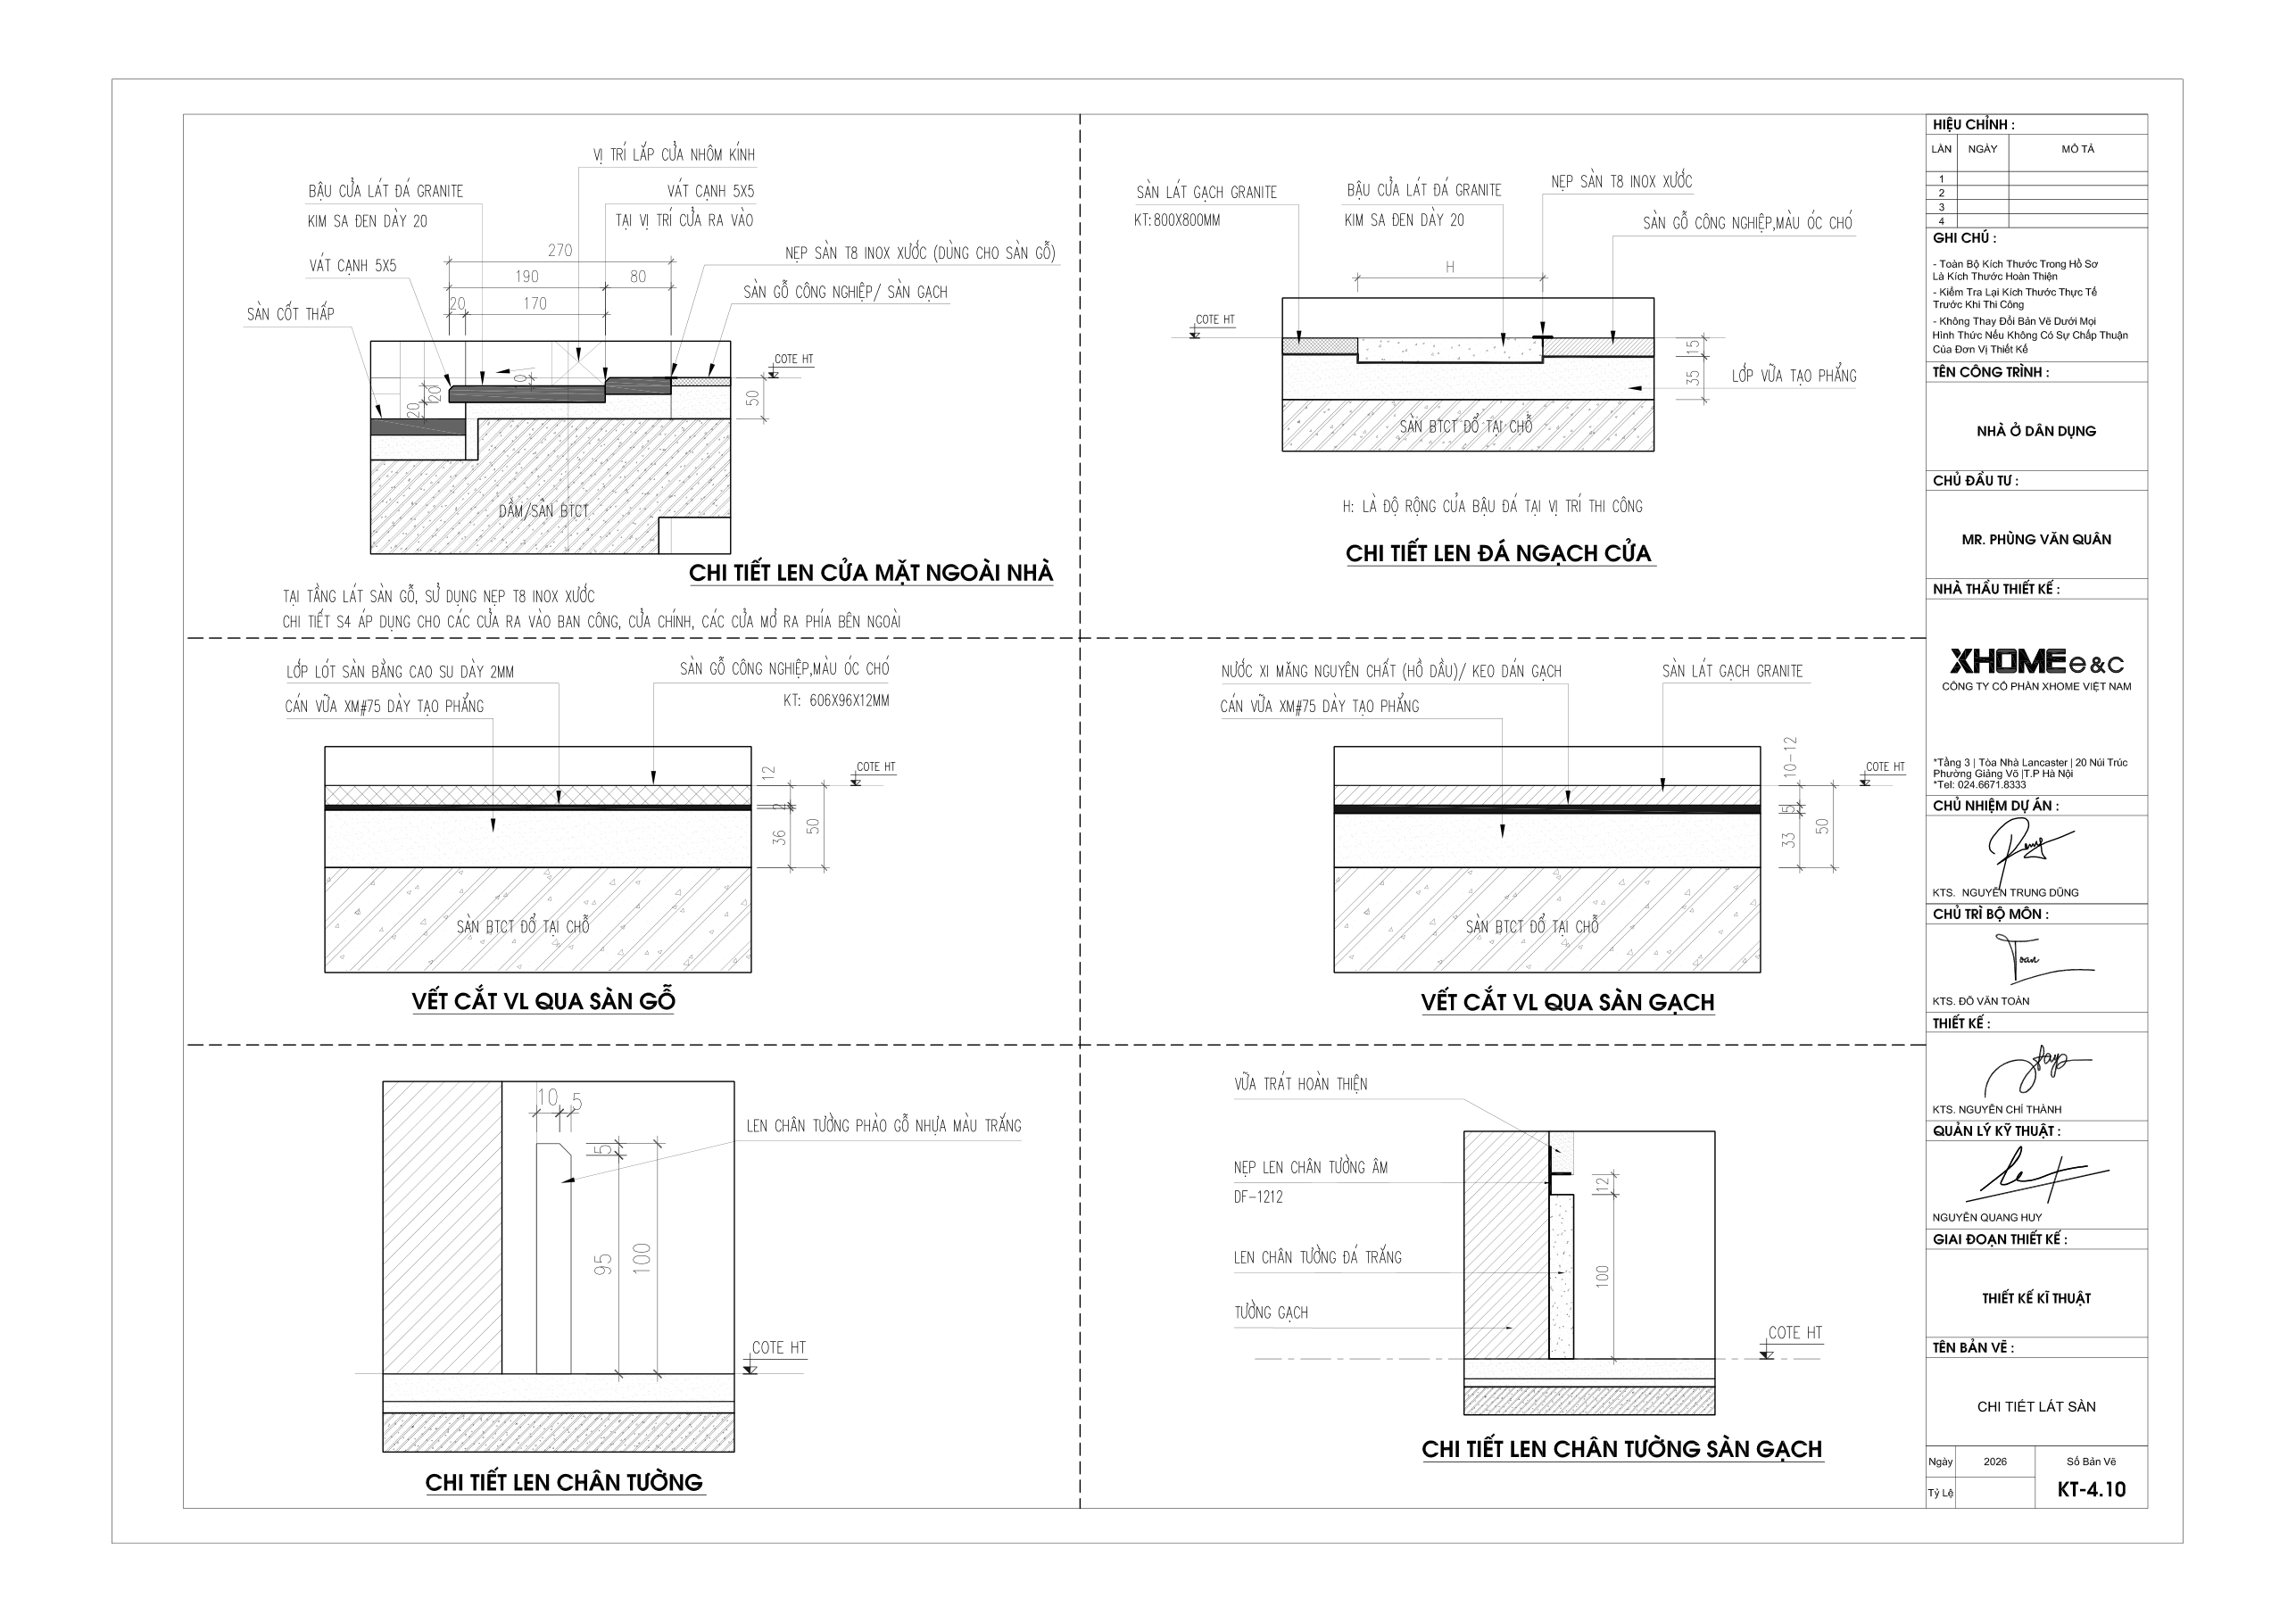 VỊ TRÍ LẮP CỬA NHÔM KÍNH
BẬU CỬA LÁT ĐÁ GRANITE
KIM SA ĐEN DÀY 20
VÁT CẠNH 5X5
TẠI VỊ TRÍ CỬA RA VÀO
270
190
80
20
170
VÁT CẠNH 5X5
NẸP SÀN T8 INOX XƯỚC (DÙNG CHO SÀN GỖ)
SÀN GỖ CÔNG NGHIỆP/ SÀN GẠCH
SÀN CỐT THẤP
COTE HT
20
20
50
DẦM/SÀN BTCT
CHI TIẾT LEN CỬA MẶT NGOÀI NHÀ
TẠI TẦNG LÁT SÀN GỖ, SỬ DỤNG NẸP T8 INOX XƯỚC
CHI TIẾT S4 ÁP DỤNG CHO CÁC CỬA RA VÀO BAN CÔNG, CỬA CHÍNH, CÁC CỬA MỞ RA PHÍA BÊN NGOÀI
SÀN LÁT GẠCH GRANITE
KT:800X800MM
BẬU CỬA LÁT ĐÁ GRANITE
KIM SA ĐEN DÀY 20
NẸP SÀN T8 INOX XƯỚC
SÀN GỖ CÔNG NGHIỆP,MÀU ÓC CHÓ
H
COTE HT
15
35
LỚP VỮA TẠO PHẲNG
SÀN BTCT ĐỔ TẠI CHỖ
H: LÀ ĐỘ RỘNG CỦA BẬU ĐÁ TẠI VỊ TRÍ THI CÔNG
CHI TIẾT LEN ĐÁ NGẠCH CỬA
LỚP LÓT SÀN BẰNG CAO SU DÀY 2MM
CÁN VỮA XM#75 DÀY TẠO PHẲNG
SÀN GỖ CÔNG NGHIỆP,MÀU ÓC CHÓ
KT: 606X96X12MM
COTE HT
12
2
36
50
SÀN BTCT ĐỔ TẠI CHỖ
VẾT CẮT VL QUA SÀN GỖ
NƯỚC XI MĂNG NGUYÊN CHẤT (HỒ DẦU)/ KEO DÁN GẠCH
CÁN VỮA XM#75 DÀY TẠO PHẲNG
SÀN LÁT GẠCH GRANITE
COTE HT
10-12
5
33
50
SÀN BTCT ĐỔ TẠI CHỖ
VẾT CẮT VL QUA SÀN GẠCH
10
5
5
95
100
LEN CHÂN TƯỜNG PHÀO GỖ NHỰA MÀU TRẮNG
COTE HT
CHI TIẾT LEN CHÂN TƯỜNG
VỮA TRÁT HOÀN THIỆN
NẸP LEN CHÂN TƯỜNG ÂM
DF-1212
LEN CHÂN TƯỜNG ĐÁ TRẮNG
TƯỜNG GẠCH
12
100
COTE HT
CHI TIẾT LEN CHÂN TƯỜNG SÀN GẠCH
HIỆU CHỈNH :
LẦN NGÀY MÔ TẢ
1
2
3
4
GHI CHÚ :
- Toàn Bộ Kích Thước Trong Hồ Sơ
Là Kích Thước Hoàn Thiện
- Kiểm Tra Lại Kích Thước Thực Tế
Trước Khi Thi Công
- Không Thay Đổi Bản Vẽ Dưới Mọi
Hình Thức Nếu Không Có Sự Chấp Thuận
Của Đơn Vị Thiết Kế
TÊN CÔNG TRÌNH :
NHÀ Ở DÂN DỤNG
CHỦ ĐẦU TƯ :
MR. PHÙNG VĂN QUÂN
NHÀ THẦU THIẾT KẾ :
XHOME e&c
CÔNG TY CỔ PHẦN XHOME VIỆT NAM
*Tầng 3 | Tòa Nhà Lancaster | 20 Núi Trúc
Phường Giảng Võ |T.P Hà Nội
*Tel: 024.6671.8333
CHỦ NHIỆM DỰ ÁN :
KTS. NGUYỄN TRUNG DŨNG
CHỦ TRÌ BỘ MÔN :
Toan
KTS. ĐỖ VĂN TOÀN
THIẾT KẾ :
KTS. NGUYỄN CHÍ THÀNH
QUẢN LÝ KỸ THUẬT :
NGUYỄN QUANG HUY
GIAI ĐOẠN THIẾT KẾ :
THIẾT KẾ KĨ THUẬT
TÊN BẢN VẼ :
CHI TIẾT LÁT SÀN
Ngày 2026 Số Bản Vẽ
Tỷ Lệ KT-4.10